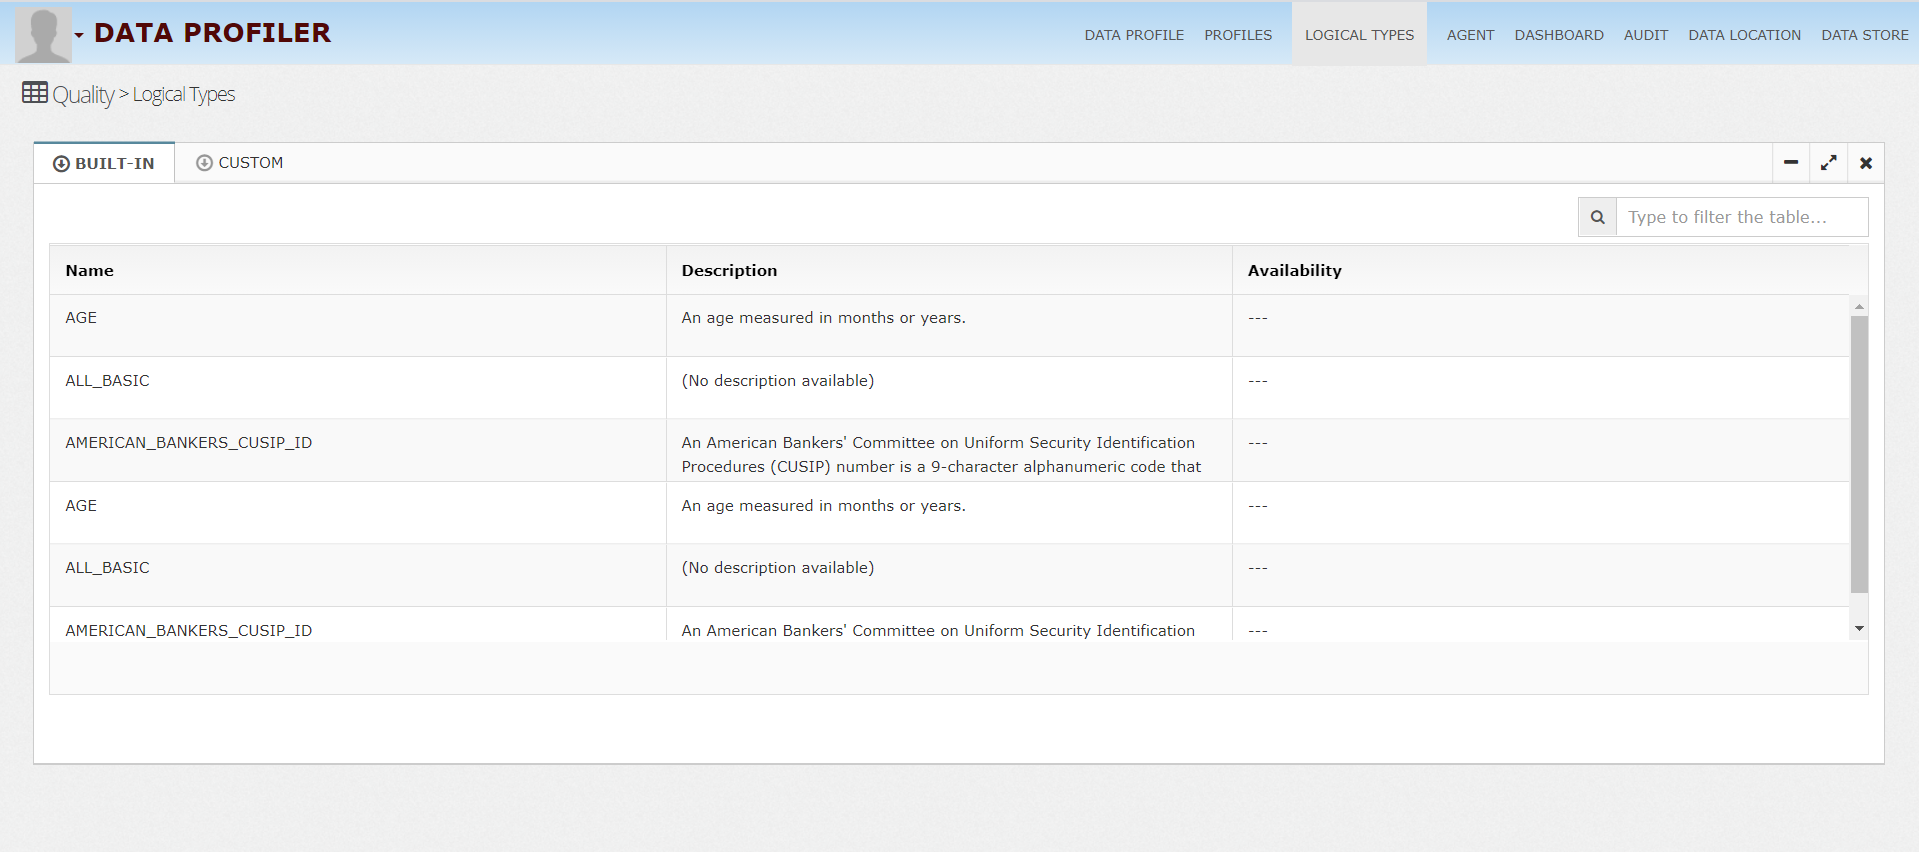 DATA PROFILER
DATA PROFILE PROFILES LOGICAL TYPES AGENT DASHBOARD AUDIT DATA LOCATION DATA STORE
Quality > Logical Types
BUILT-IN CUSTOM
Type to filter the table...
Name Description Availability
AGE An age measured in months or years. ---
ALL_BASIC (No description available) ---
AMERICAN_BANKERS_CUSIP_ID An American Bankers' Committee on Uniform Security Identification ---
Procedures (CUSIP) number is a 9-character alphanumeric code that
AGE An age measured in months or years. ---
ALL_BASIC (No description available) ---
AMERICAN_BANKERS_CUSIP_ID An American Bankers' Committee on Uniform Security Identification ---